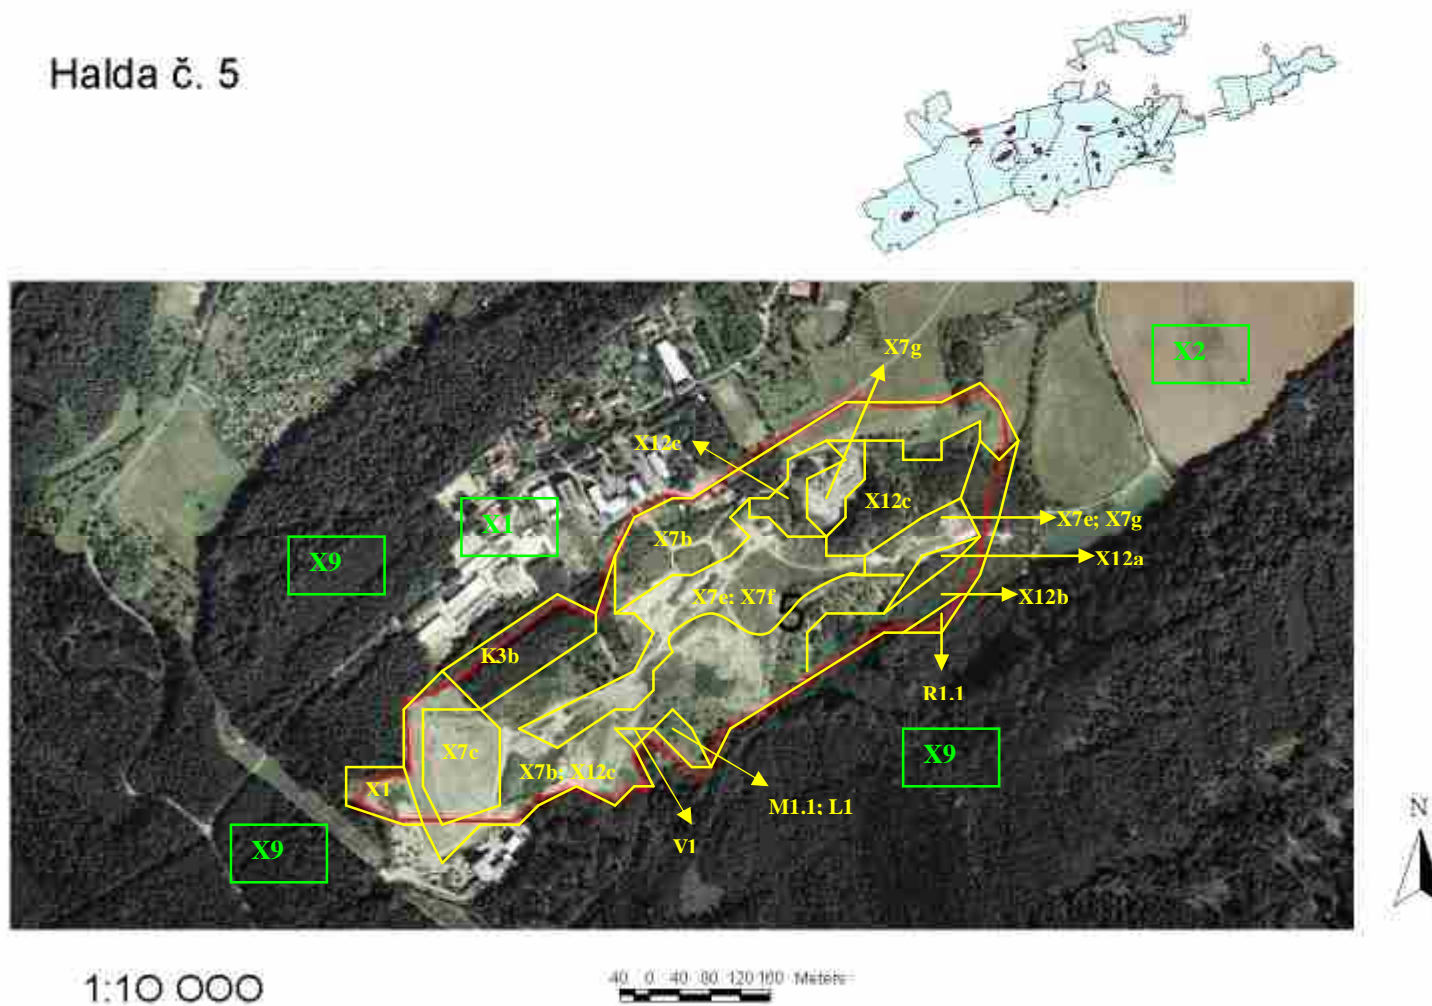 Halda č. 5
X2
X7g
X12c
X12c
X1
X7e; X7g
X7b
X12a
X9
X7e; X7f
5
X12b
K3b
R1.1
X7c
X9
X7b; X12c
X1
M1.1; L1
N
V1
X9
1:10 000
40 0 40 80 120 160 Meters